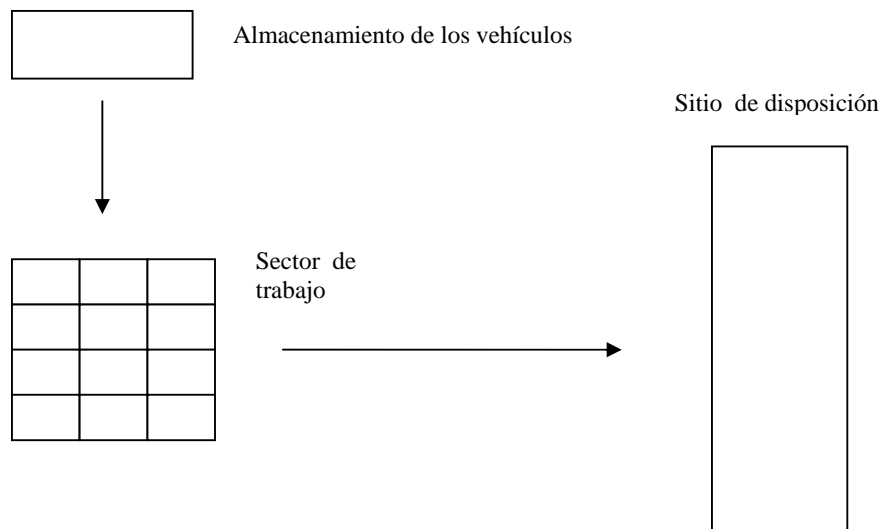 Almacenamiento de los vehículos
Sitio de disposición
Sector de
trabajo